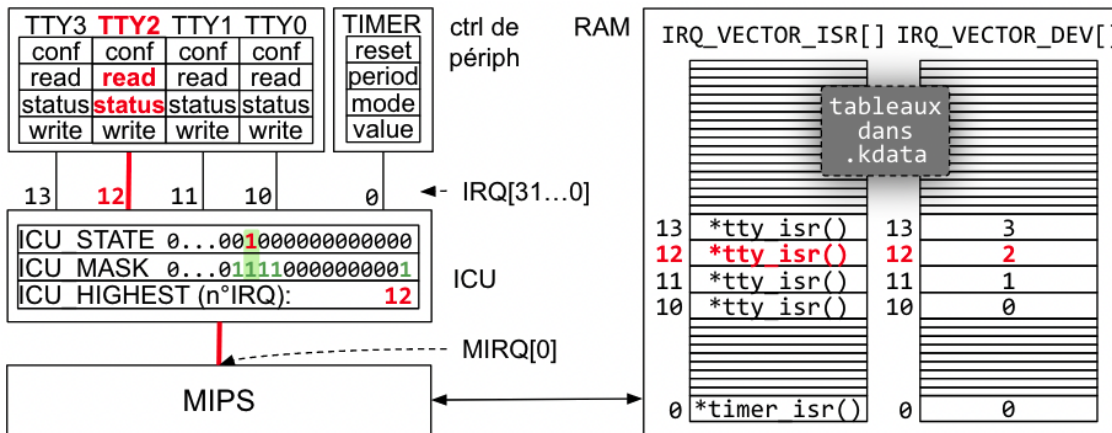 TTY3 TTY2 TTY1 TTY0
conf conf conf conf
read read read read
status status status status
write write write write
TIMER
reset
period
mode
value
ctrl de
périph
13 12 11 10 0
IRQ[31...0]
ICU_STATE 0...001000000000000
ICU_MASK 0...011110000000001
ICU_HIGHEST (n°IRQ): 12
ICU
MIRQ[0]
MIPS
RAM
IRQ_VECTOR_ISR[] IRQ_VECTOR_DEV[]
tableaux
dans
.kdata
13 *tty_isr() 13 3
12 *tty_isr() 12 2
11 *tty_isr() 11 1
10 *tty_isr() 10 0
0 *timer_isr() 0 0